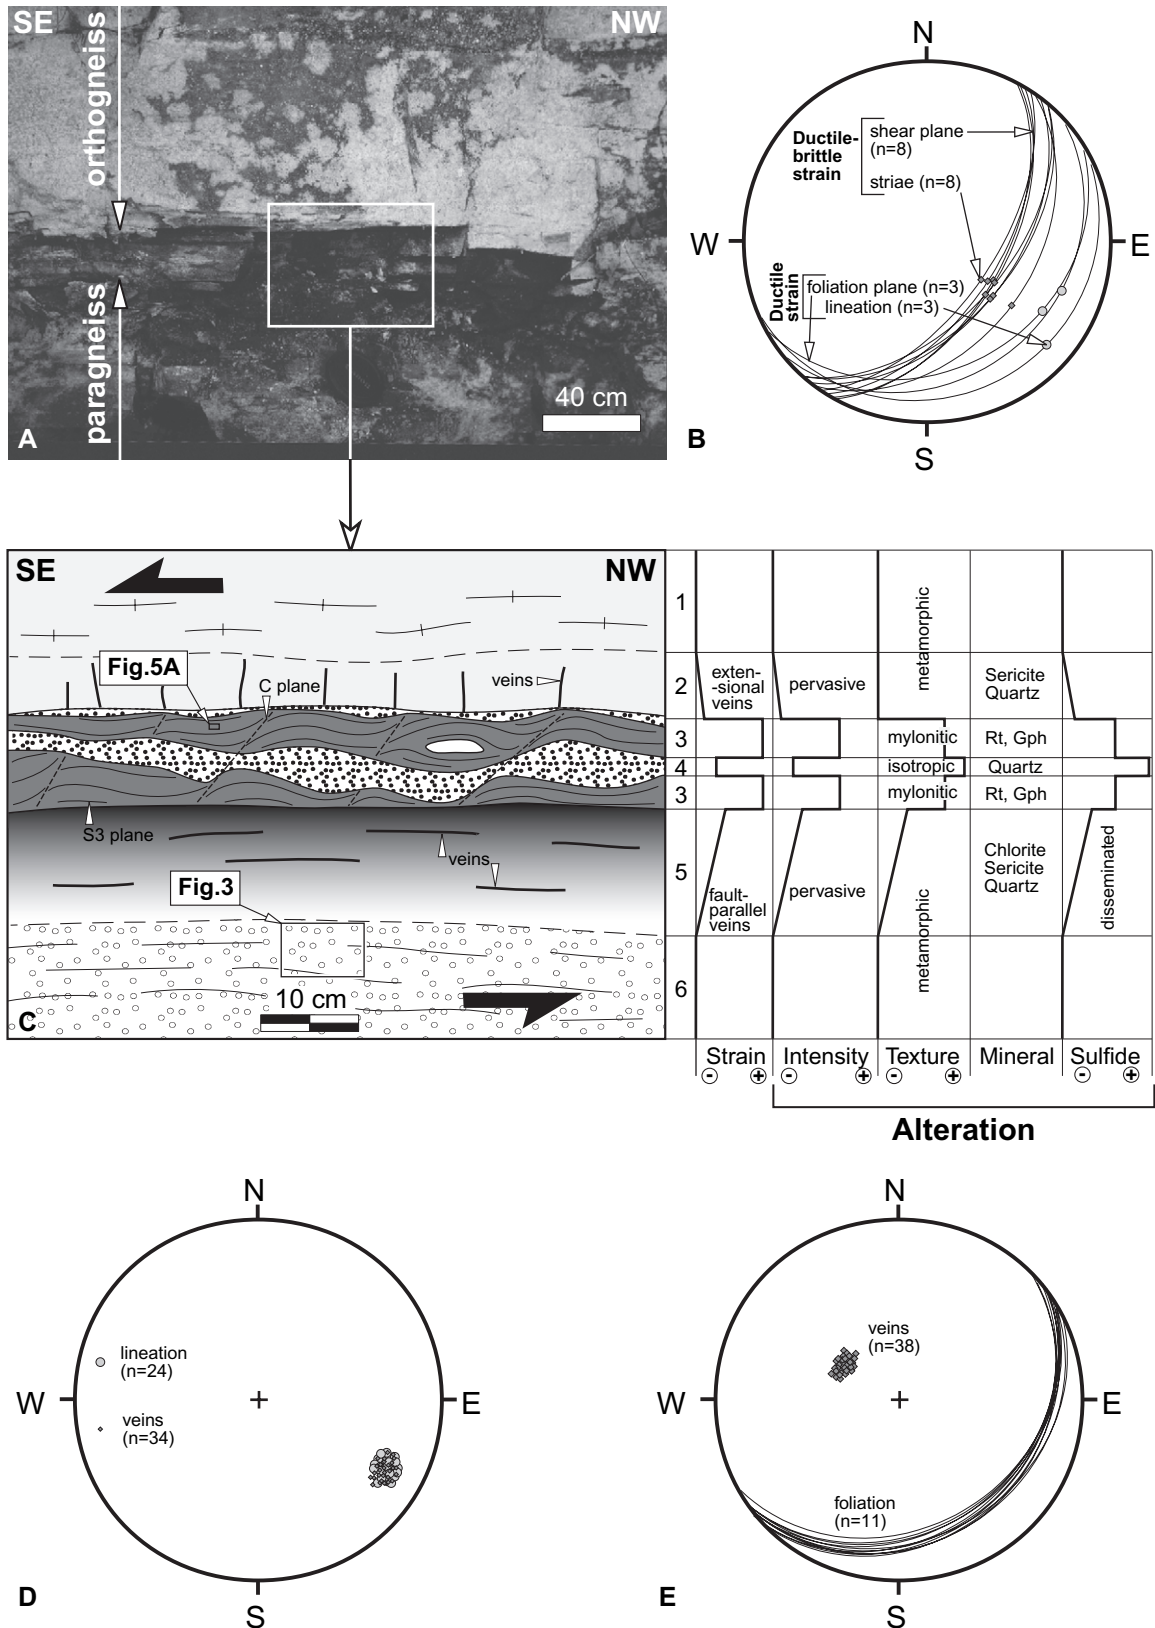 SE
NW
orthogneiss
paragneiss
40 cm
A
N
Ductile-
brittle
strain
shear plane
(n=8)
striae (n=8)
W
E
Ductile
strain
foliation plane (n=3)
lineation (n=3)
B
S
SE
NW
Fig.5A
C plane
veins
S3 plane
veins
Fig.3
10 cm
C
1
metamorphic
2
exten-
-sional
veins
pervasive
Sericite
Quartz
3
mylonitic
Rt, Gph
4
isotropic
Quartz
3
mylonitic
Rt, Gph
5
fault-
parallel
veins
pervasive
metamorphic
Chlorite
Sericite
Quartz
disseminated
6
Strain
Intensity
Texture
Mineral
Sulfide
- + - + - + - +
Alteration
N
lineation
(n=24)
W
E
veins
(n=34)
D
S
N
veins
(n=38)
W
E
foliation
(n=11)
E
S